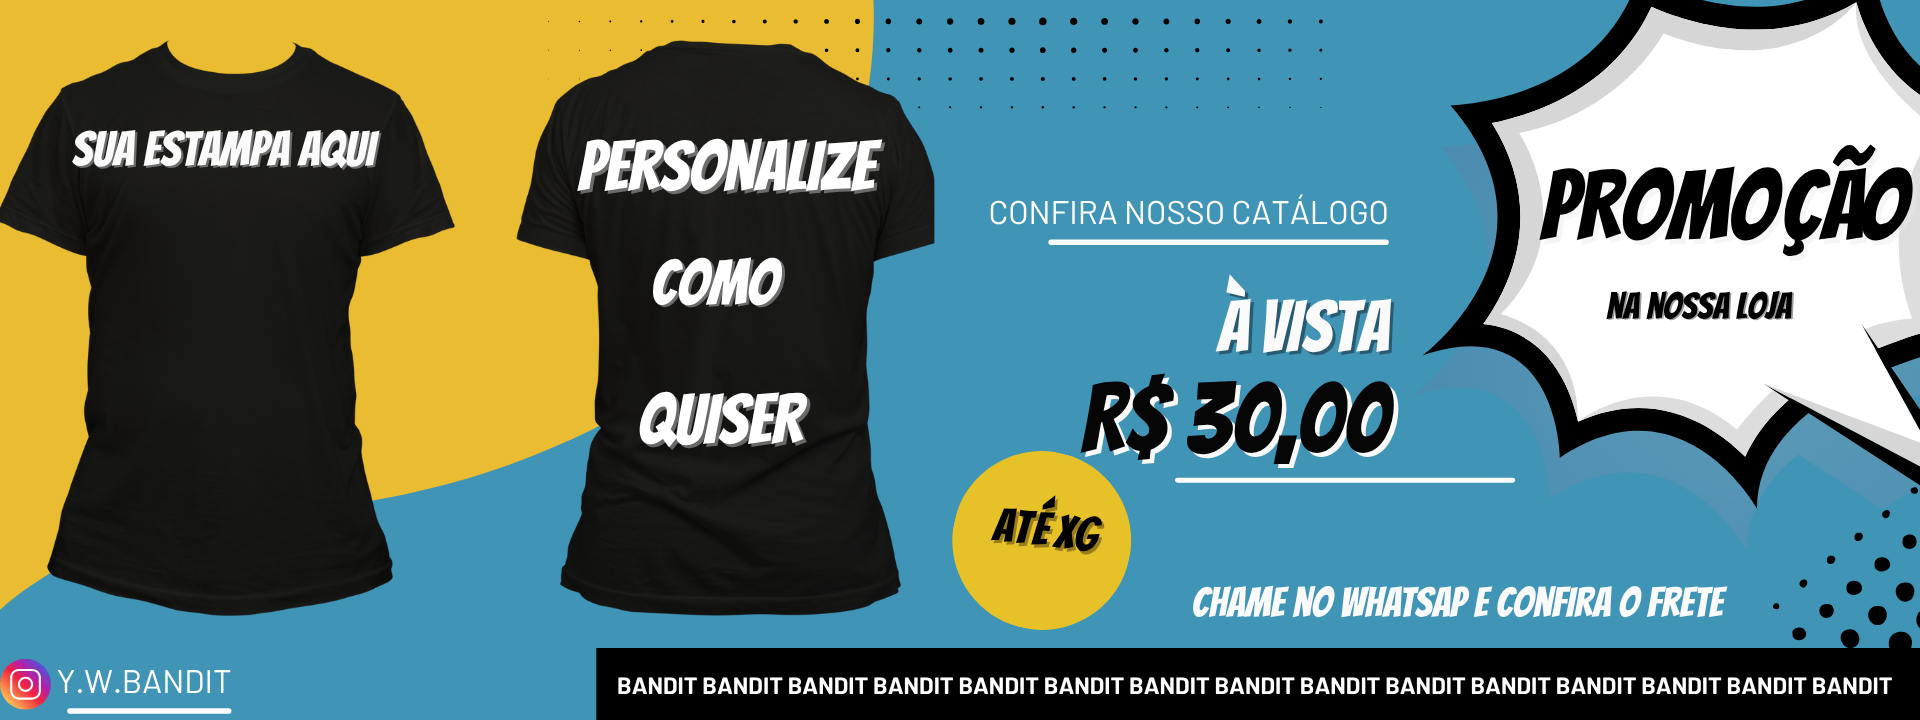 SUA ESTAMPA AQUI
PERSONALIZE
COMO
QUISER
CONFIRA NOSSO CATÁLOGO
À VISTA
R$ 30,00
ATÉ XG
PROMOÇÃO
NA NOSSA LOJA
CHAME NO WHATSAP E CONFIRA O FRETE
Y.W.BANDIT
BANDIT BANDIT BANDIT BANDIT BANDIT BANDIT BANDIT BANDIT BANDIT BANDIT BANDIT BANDIT BANDIT BANDIT BANDIT